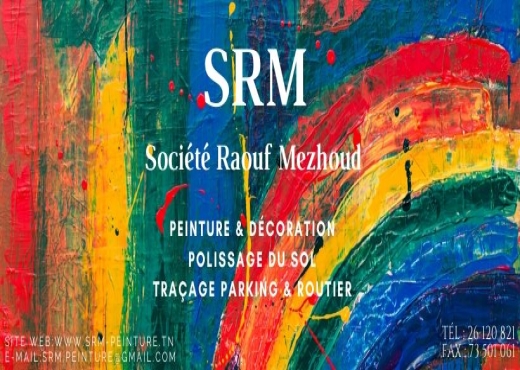 SRM
Société Raouf Mezhoud
PEINTURE & DÉCORATION
POLISSAGE DU SOL
TRAÇAGE PARKING & ROUTIER
SITE WEB:WWW.SRM-PEINTURE.TN
E-MAIL:SRM.PEINTURE@GMAIL.COM
TÉL : 26 120 821
FAX : 73 501 061